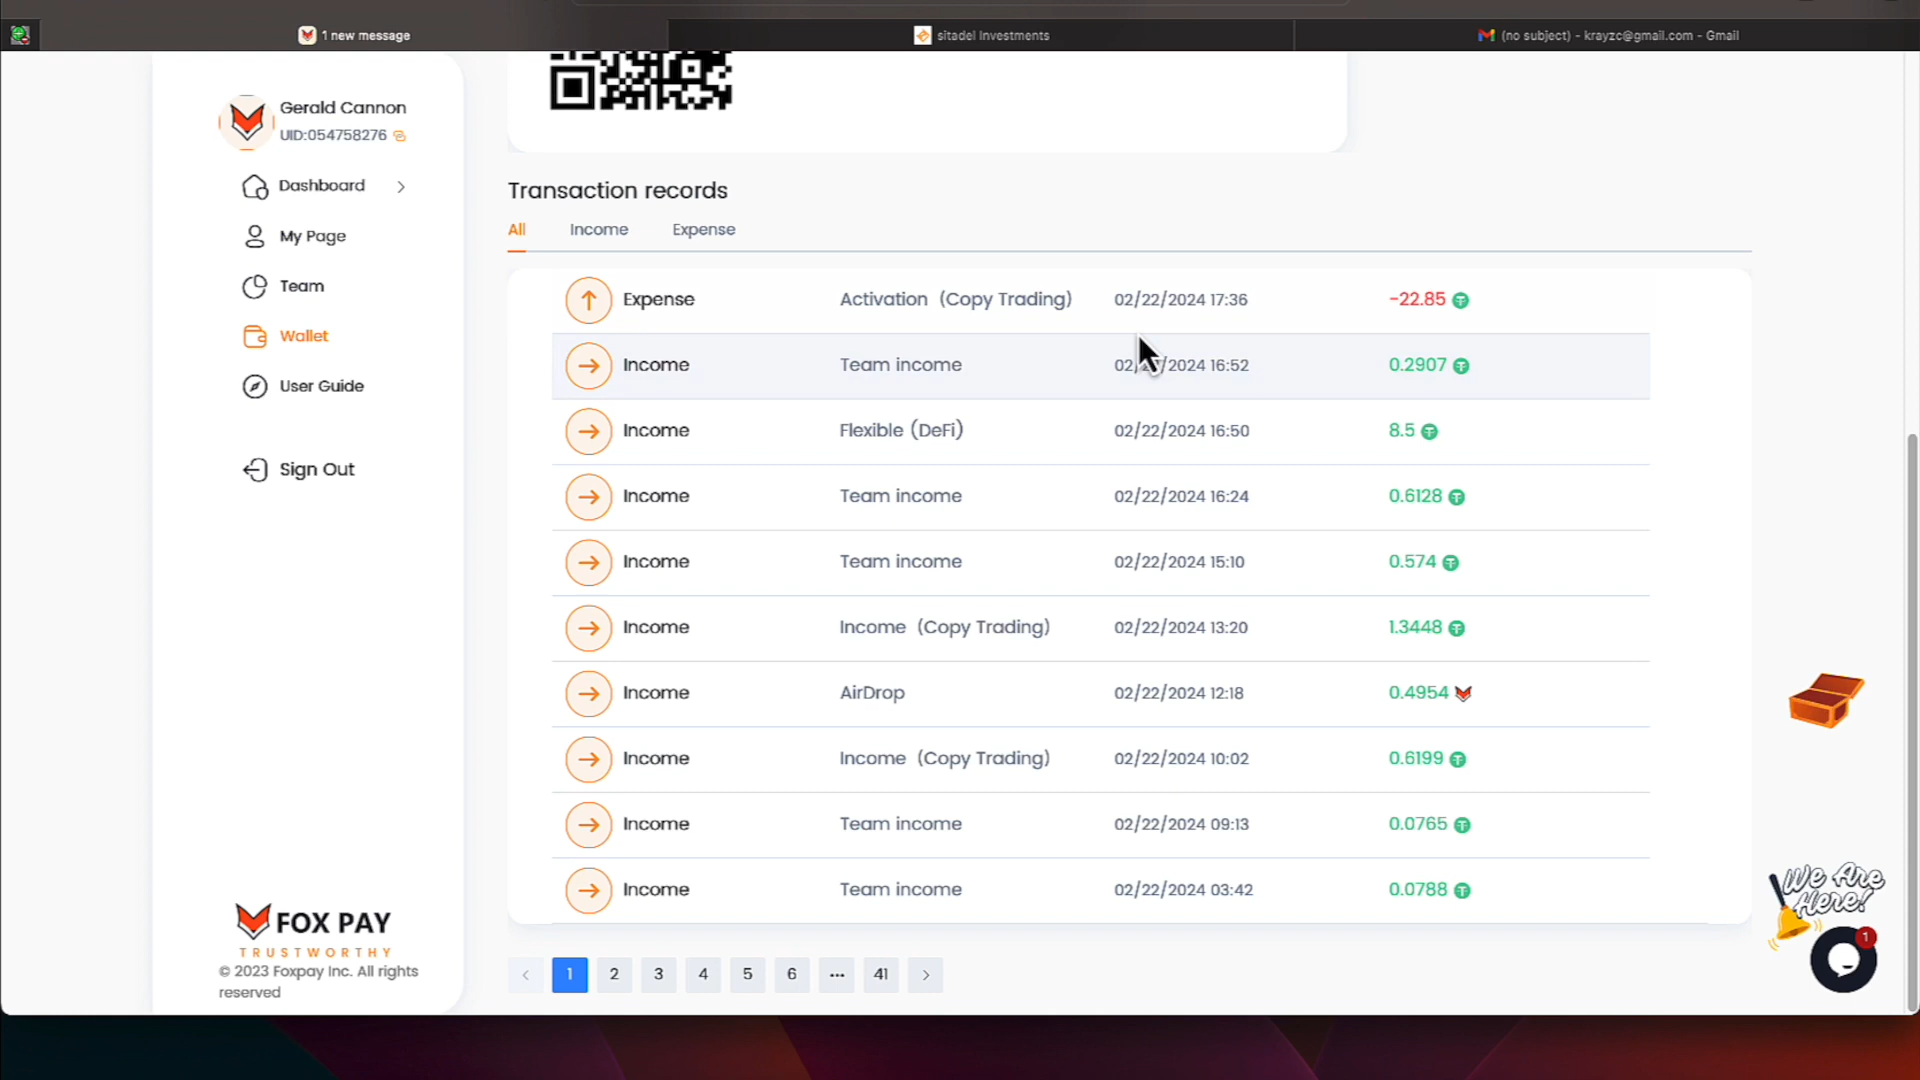 1 new message
sitadel Investments
(no subject) - krayzc@gmail.com - Gmail
Gerald Cannon
UID:054758276
Dashboard
My Page
Team
Wallet
User Guide
Sign Out
FOX PAY
TRUSTWORTHY
© 2023 Foxpay Inc. All rights
reserved
Transaction records
All Income Expense
Expense Activation (Copy Trading) 02/22/2024 17:36 -22.85
Income Team income 02/22/2024 16:52 0.2907
Income Flexible (DeFi) 02/22/2024 16:50 8.5
Income Team income 02/22/2024 16:24 0.6128
Income Team income 02/22/2024 15:10 0.574
Income Income (Copy Trading) 02/22/2024 13:20 1.3448
Income AirDrop 02/22/2024 12:18 0.4954
Income Income (Copy Trading) 02/22/2024 10:02 0.6199
Income Team income 02/22/2024 09:13 0.0765
Income Team income 02/22/2024 03:42 0.0788
< 1 2 3 4 5 6 ••• 41 >
We Are
Here!
1